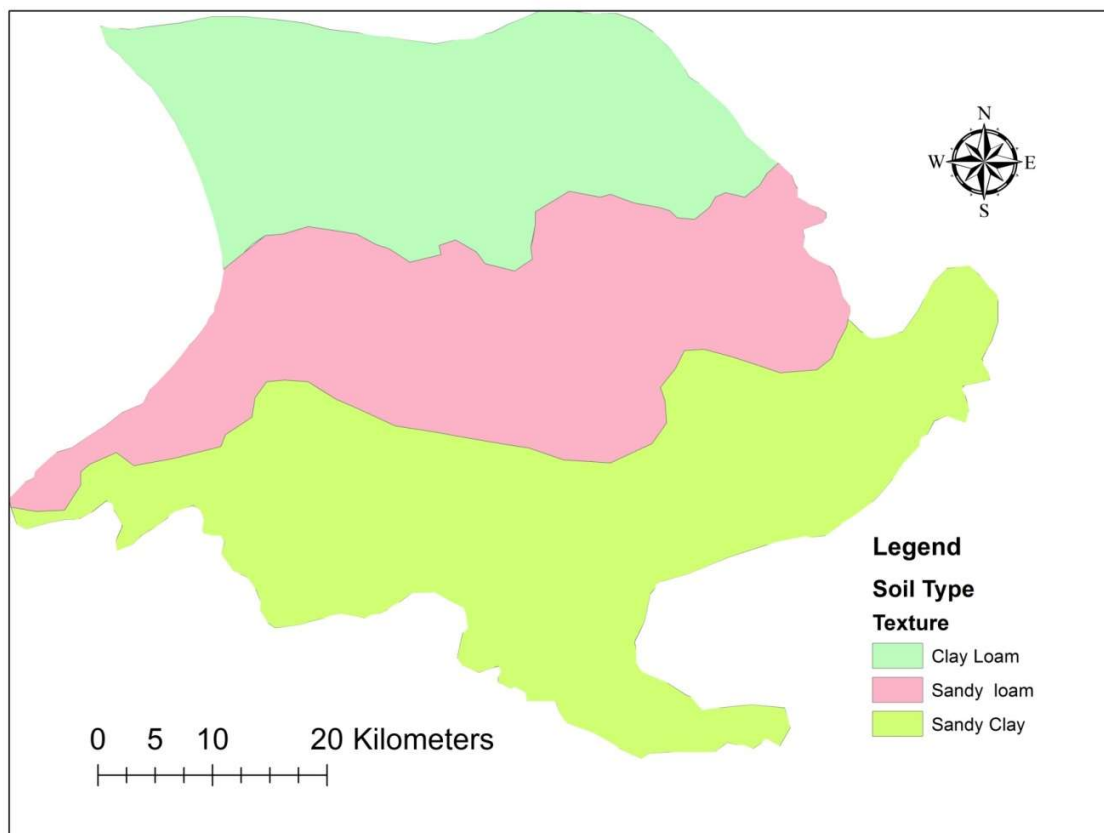 N
W E
S
Legend
Soil Type
Texture
Clay Loam
Sandy loam
Sandy Clay
0 5 10 20 Kilometers